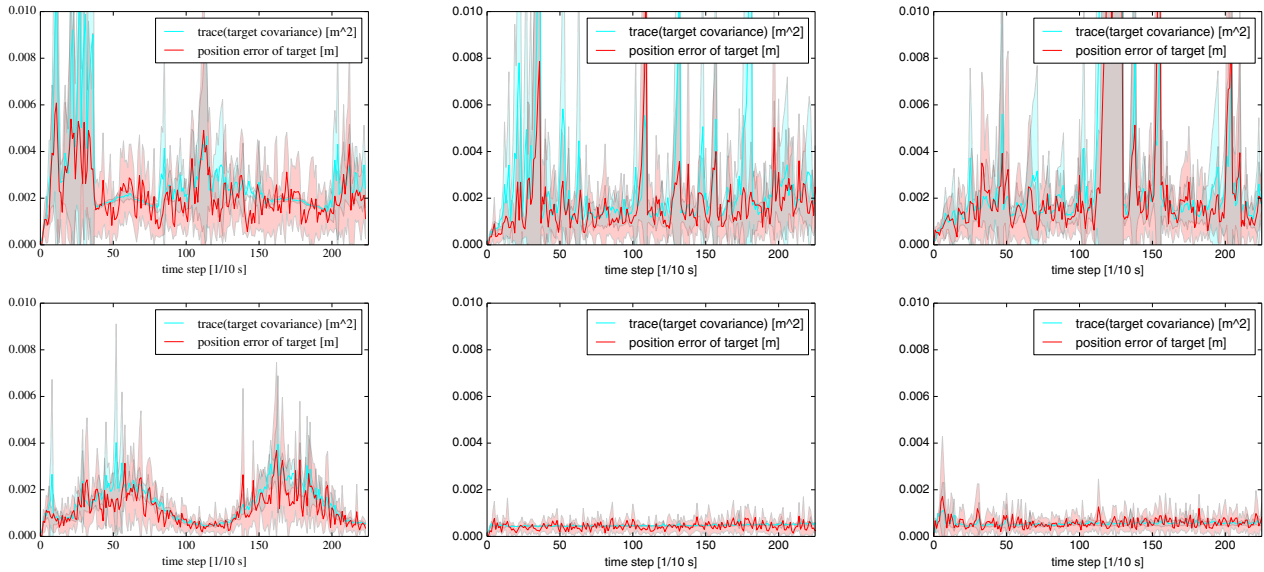 0.010
0.008
0.006
0.004
0.002
0.000
0 50 100 150 200
time step [1/10 s]
trace(target covariance) [m^2]
position error of target [m]
0.010
0.008
0.006
0.004
0.002
0.000
0 50 100 150 200
time step [1/10 s]
trace(target covariance) [m^2]
position error of target [m]
0.010
0.008
0.006
0.004
0.002
0.000
0 50 100 150 200
time step [1/10 s]
trace(target covariance) [m^2]
position error of target [m]
0.010
0.008
0.006
0.004
0.002
0.000
0 50 100 150 200
time step [1/10 s]
trace(target covariance) [m^2]
position error of target [m]
0.010
0.008
0.006
0.004
0.002
0.000
0 50 100 150 200
time step [1/10 s]
trace(target covariance) [m^2]
position error of target [m]
0.010
0.008
0.006
0.004
0.002
0.000
0 50 100 150 200
time step [1/10 s]
trace(target covariance) [m^2]
position error of target [m]